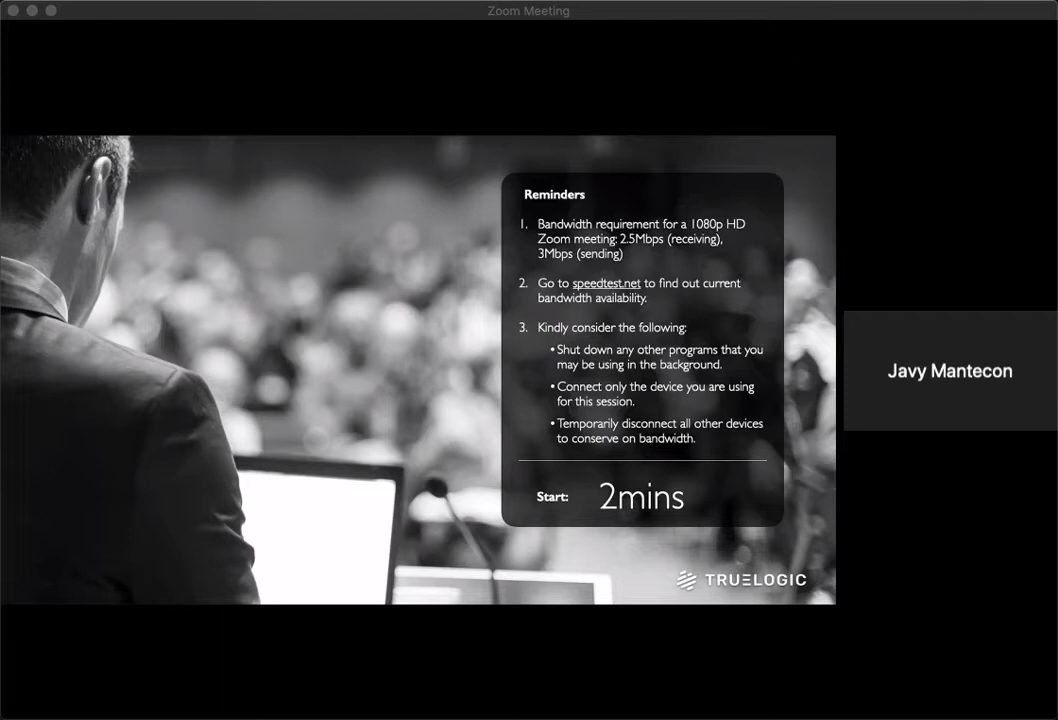 Zoom Meeting
Reminders
1. Bandwidth requirement for a 1080p HD
Zoom meeting: 2.5Mbps (receiving),
3Mbps (sending)
2. Go to speedtest.net to find out current
bandwidth availability.
3. Kindly consider the following:
• Shut down any other programs that you
may be using in the background.
• Connect only the device you are using
for this session.
• Temporarily disconnect all other devices
to conserve on bandwidth.
Start: 2mins
TRUELOGIC
Javy Mantecon